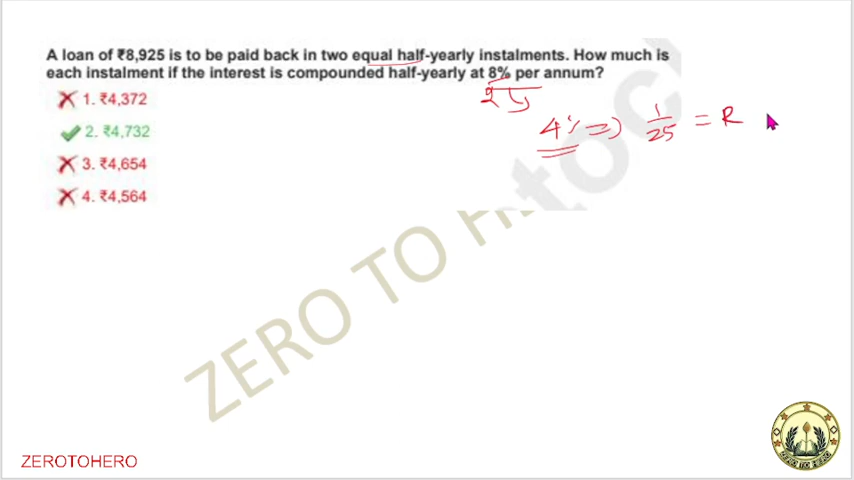 A loan of ₹8,925 is to be paid back in two equal half-yearly instalments. How much is
each instalment if the interest is compounded half-yearly at 8% per annum?
1. ₹4,372
2. ₹4,732
3. ₹4,654
4. ₹4,564
4% => 1/25 = R
ZERO TO
ZEROTOHERO